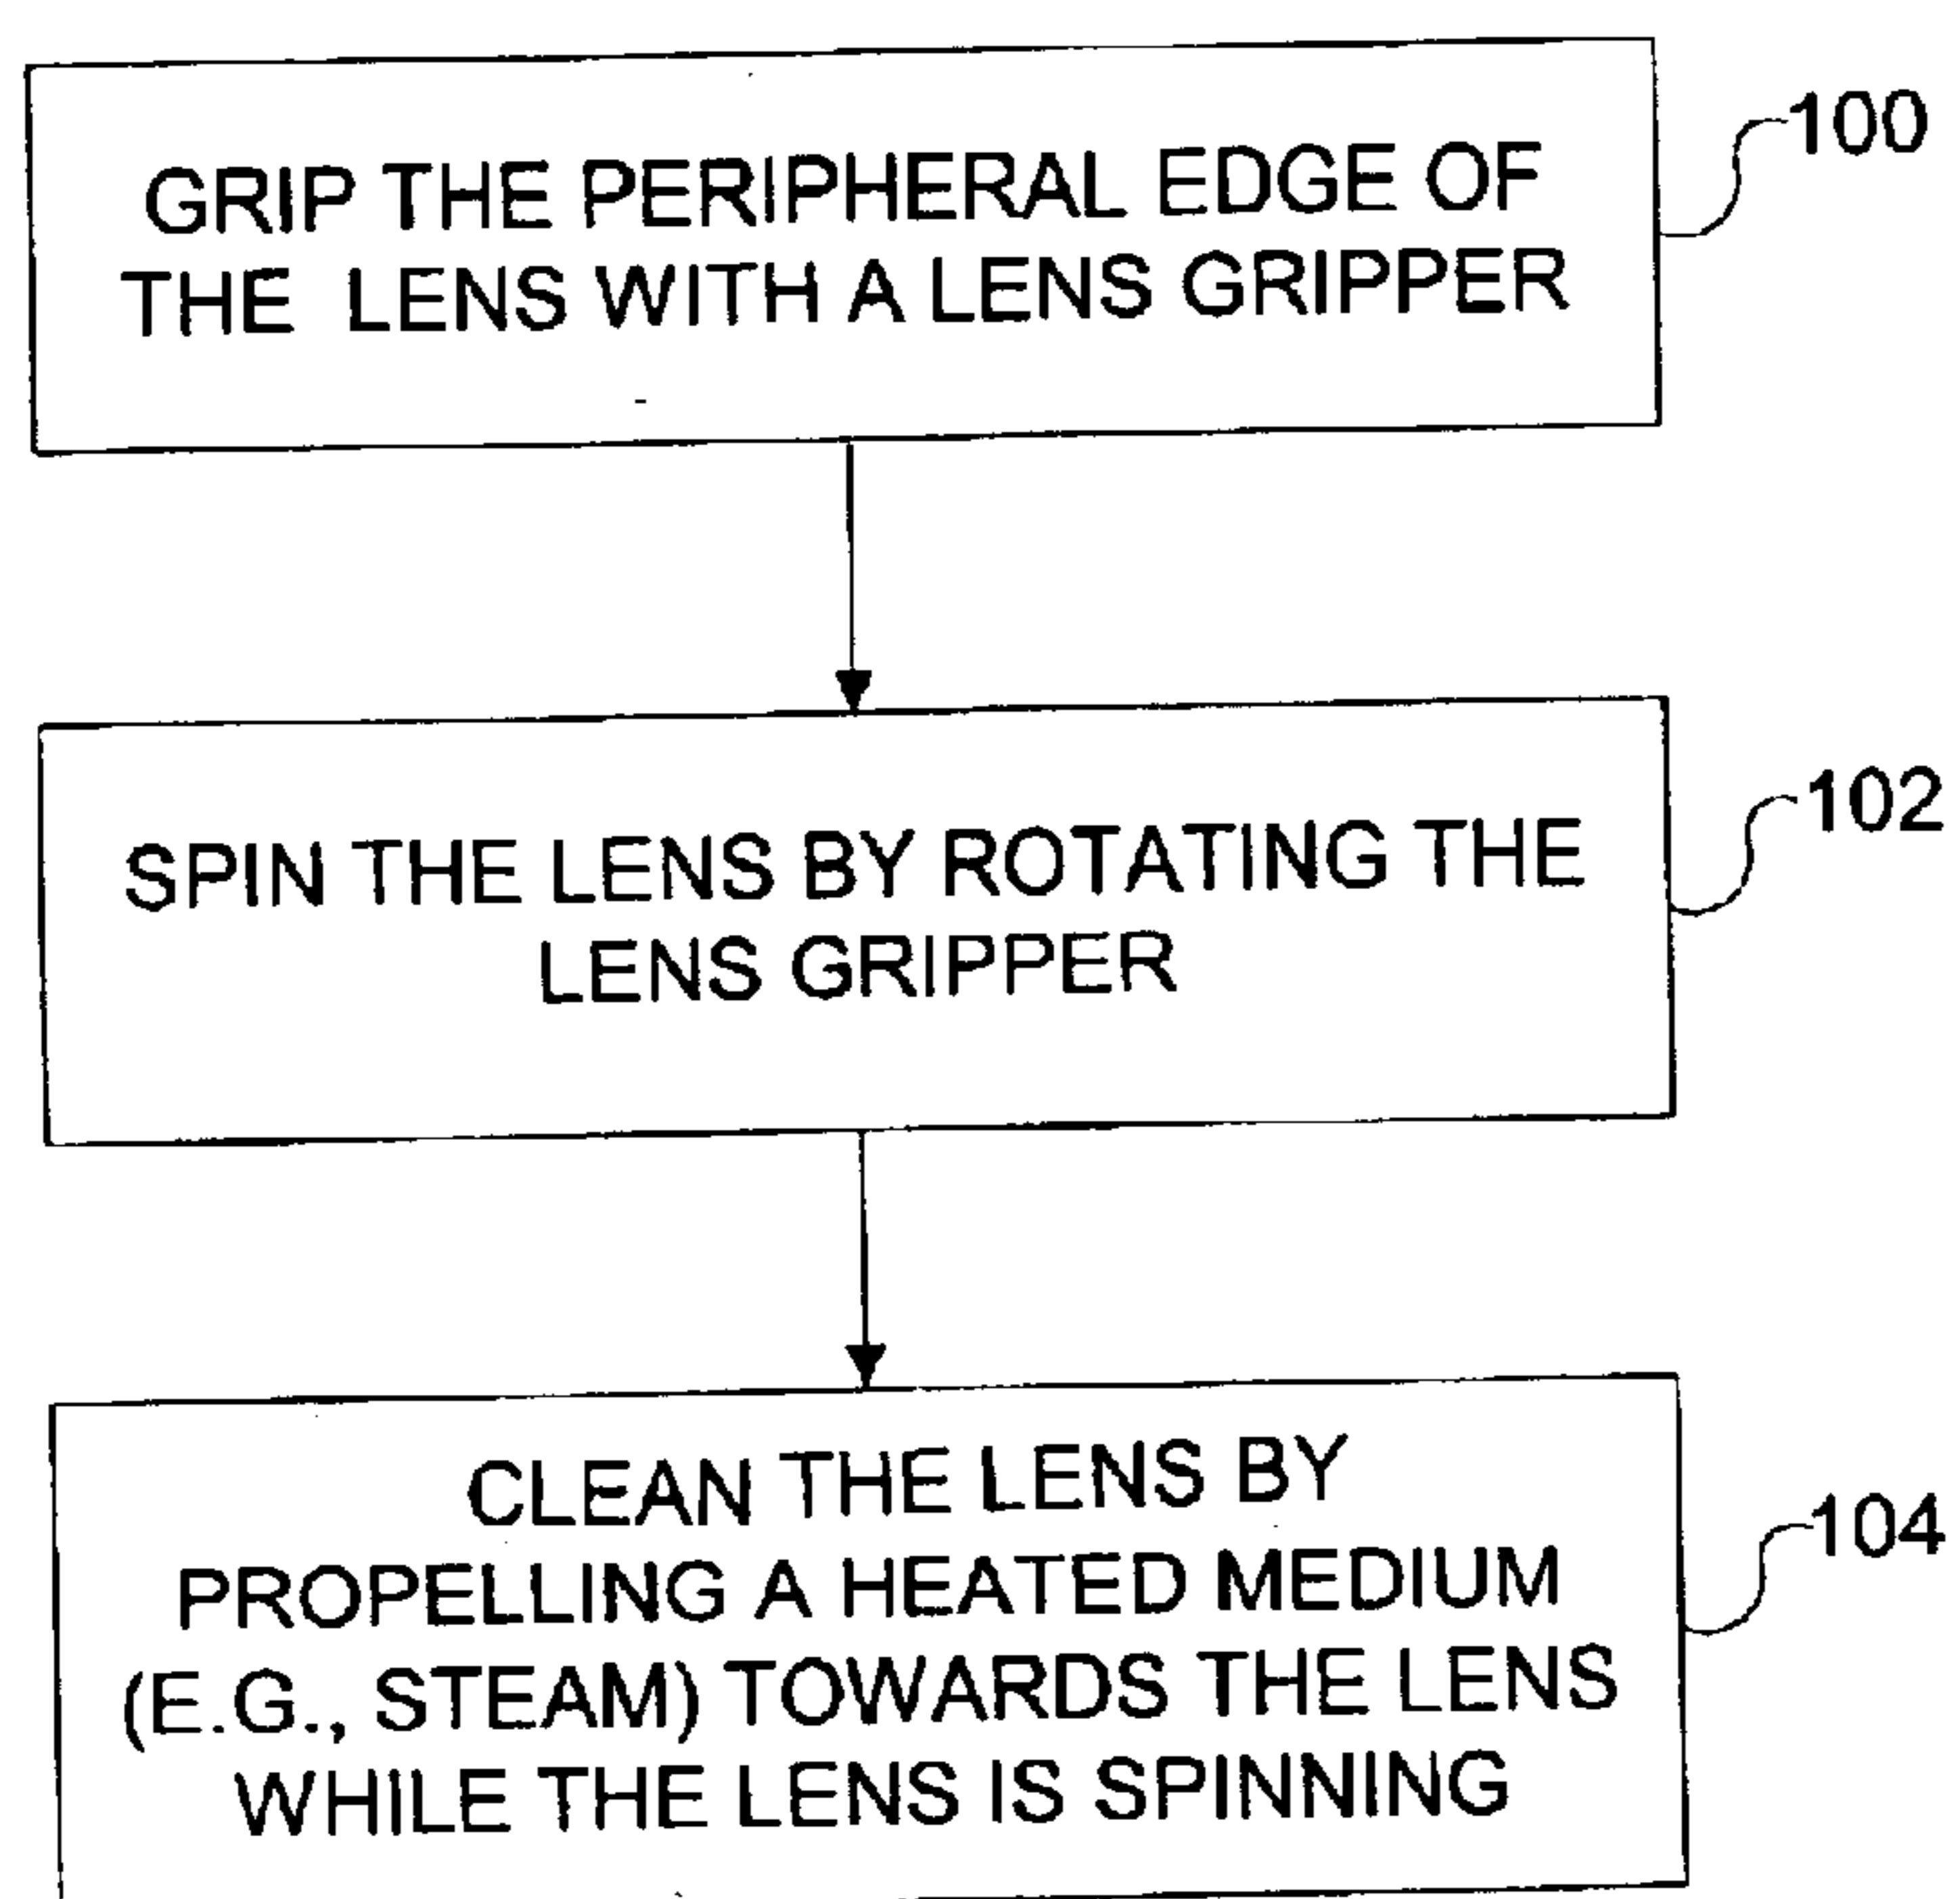 GRIP THE PERIPHERAL EDGE OF
THE LENS WITH A LENS GRIPPER
100
SPIN THE LENS BY ROTATING THE
LENS GRIPPER
102
CLEAN THE LENS BY
PROPELLING A HEATED MEDIUM
(E.G., STEAM) TOWARDS THE LENS
WHILE THE LENS IS SPINNING
104